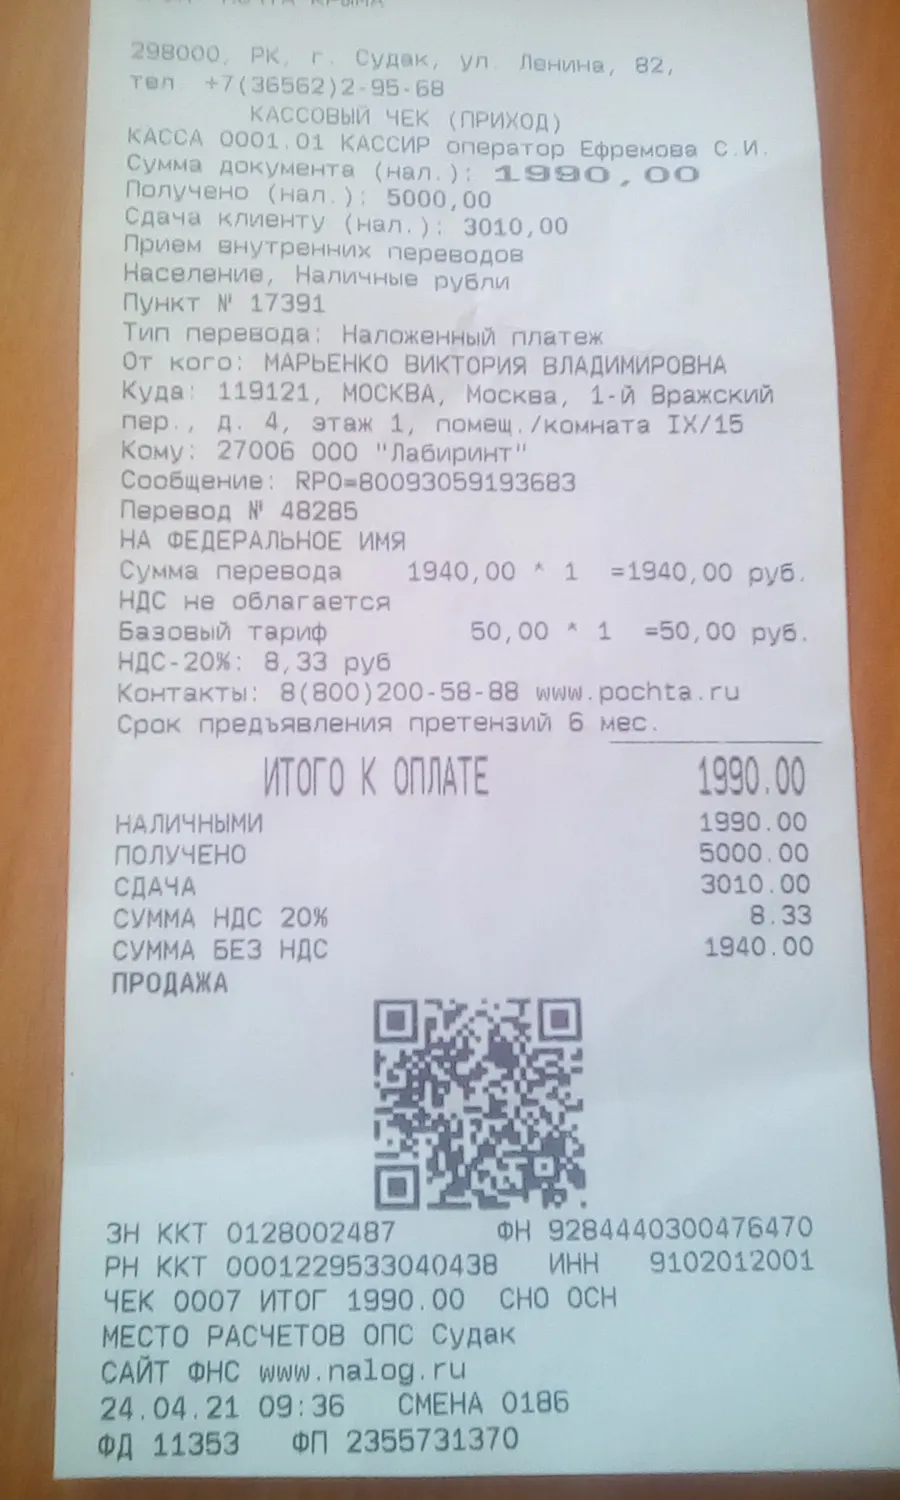 ПОЧТА КРЫМА
298000, РК, г. Судак, ул. Ленина, 82,
тел. +7(36562)2-95-68
КАССОВЫЙ ЧЕК (ПРИХОД)
КАССА 0001.01 КАССИР оператор Ефремова С.И.
Сумма документа (нал.): 1990,00
Получено (нал.): 5000,00
Сдача клиенту (нал.): 3010,00
Прием внутренних переводов
Население, Наличные рубли
Пункт № 17391
Тип перевода: Наложенный платеж
От кого: МАРЬЕНКО ВИКТОРИЯ ВЛАДИМИРОВНА
Куда: 119121, МОСКВА, Москва, 1-й Вражский
пер., д. 4, этаж 1, помещ./комната IX/15
Кому: 27006 ООО "Лабиринт"
Сообщение: RPO=80093059193683
Перевод № 48285
НА ФЕДЕРАЛЬНОЕ ИМЯ
Сумма перевода 1940,00 * 1 =1940,00 руб.
НДС не облагается
Базовый тариф 50,00 * 1 =50,00 руб.
НДС-20%: 8,33 руб
Контакты: 8(800)200-58-88 www.pochta.ru
Срок предъявления претензий 6 мес.
ИТОГО К ОПЛАТЕ 1990.00
НАЛИЧНЫМИ 1990.00
ПОЛУЧЕНО 5000.00
СДАЧА 3010.00
СУММА НДС 20% 8.33
СУММА БЕЗ НДС 1940.00
ПРОДАЖА
ЗН ККТ 0128002487 ФН 9284440300476470
РН ККТ 0001229533040438 ИНН 9102012001
ЧЕК 0007 ИТОГ 1990.00 СНО ОСН
МЕСТО РАСЧЕТОВ ОПС Судак
САЙТ ФНС www.nalog.ru
24.04.21 09:36 СМЕНА 0186
ФД 11353 ФП 2355731370